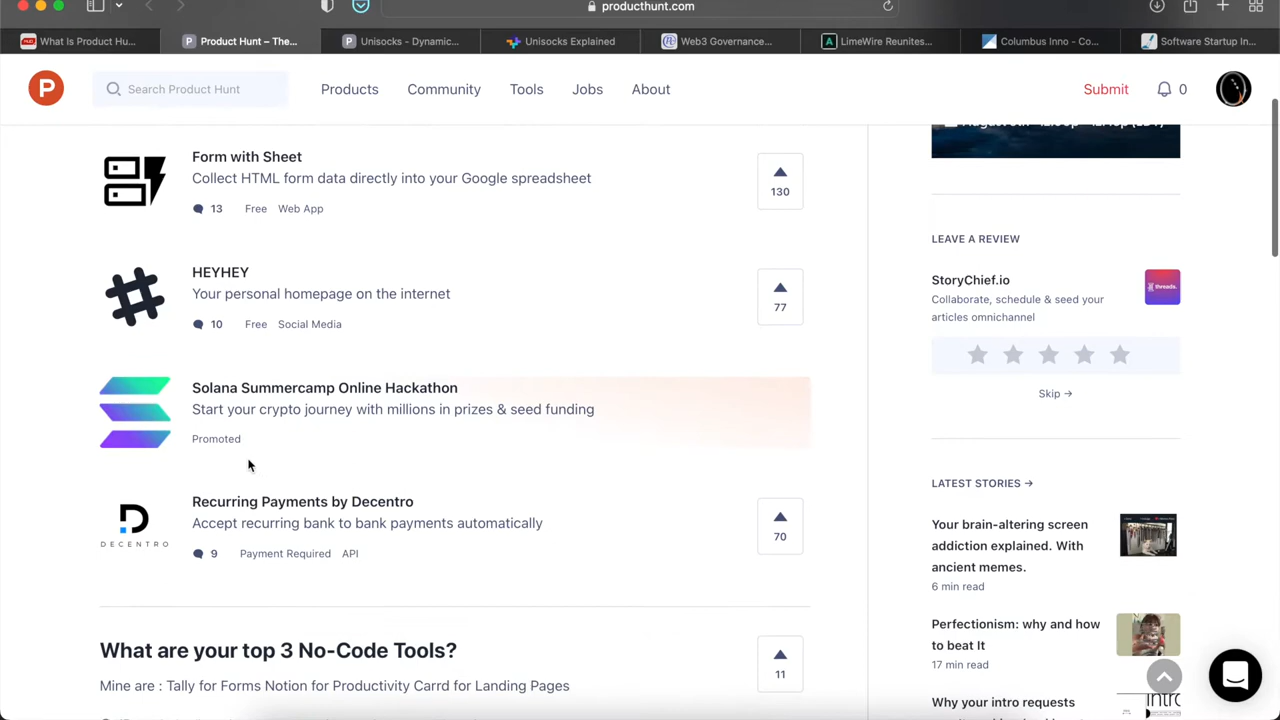 producthunt.com
What Is Product Hu...
Product Hunt – The...
Unisocks - Dynamic...
Unisocks Explained
Web3 Governance...
LimeWire Reunites...
Columbus Inno - Co...
Software Startup In...
P
Search Product Hunt
Products
Community
Tools
Jobs
About
Submit
0
Form with Sheet
Collect HTML form data directly into your Google spreadsheet
13 Free Web App
130
HEYHEY
Your personal homepage on the internet
10 Free Social Media
77
Solana Summercamp Online Hackathon
Start your crypto journey with millions in prizes & seed funding
Promoted
DECENTRO
Recurring Payments by Decentro
Accept recurring bank to bank payments automatically
9 Payment Required API
70
What are your top 3 No-Code Tools?
Mine are : Tally for Forms Notion for Productivity Carrd for Landing Pages
11
LEAVE A REVIEW
StoryChief.io
Collaborate, schedule & seed your
articles omnichannel
threads.
Skip →
LATEST STORIES →
Your brain-altering screen
addiction explained. With
ancient memes.
6 min read
Perfectionism: why and how
to beat It
17 min read
Why your intro requests